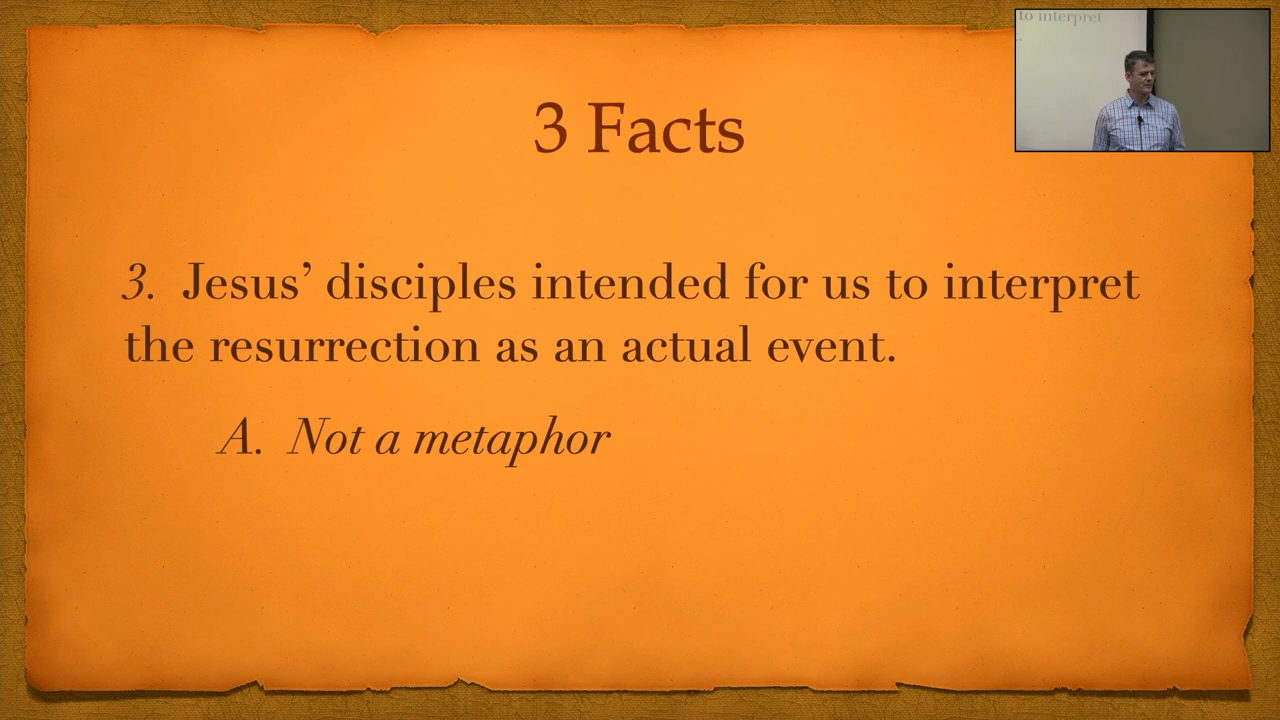 to interpret
3 Facts
3. Jesus’ disciples intended for us to interpret
the resurrection as an actual event.
A. Not a metaphor